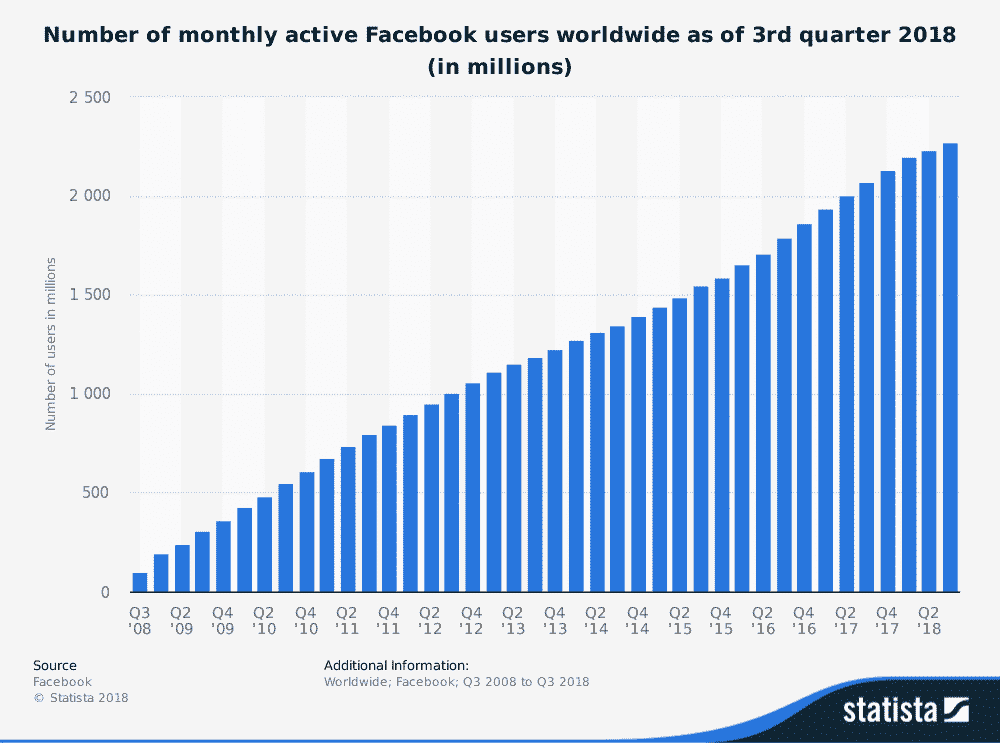 Number of monthly active Facebook users worldwide as of 3rd quarter 2018
(in millions)
2 500
2 000
1 500
1 000
500
0
Number of users in millions
Q3 Q2 Q4 Q2 Q4 Q2 Q4 Q2 Q4 Q2 Q4 Q2 Q4 Q2 Q4 Q2 Q4 Q2 Q4 Q2
'08 '09 '09 '10 '10 '11 '11 '12 '12 '13 '13 '14 '14 '15 '15 '16 '16 '17 '17 '18
Source
Facebook
© Statista 2018
Additional Information:
Worldwide; Facebook; Q3 2008 to Q3 2018
statista